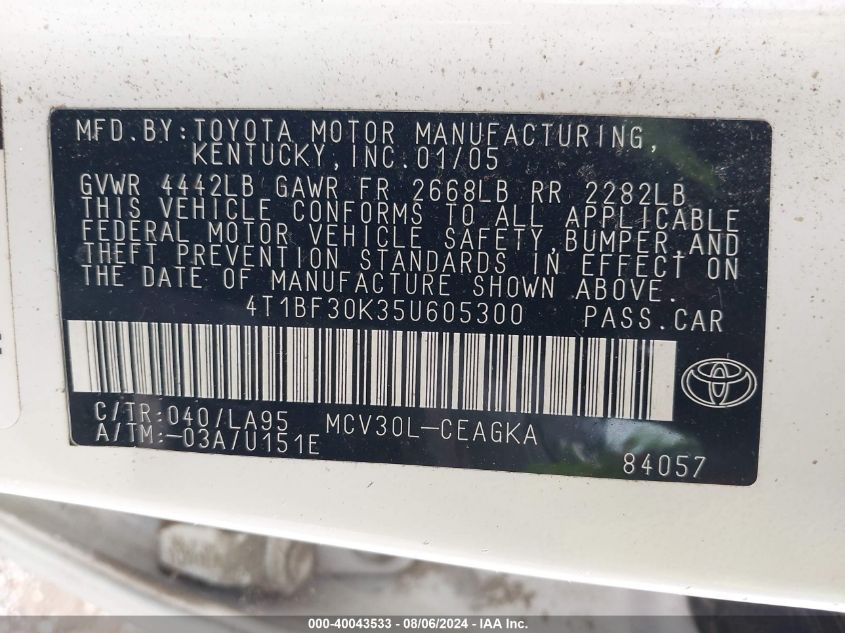 MFD.BY:TOYOTA MOTOR MANUFACTURING,
KENTUCKY,INC.01/05
GVWR 4442LB GAWR FR 2668LB RR 2282LB
THIS VEHICLE CONFORMS TO ALL APPLICABLE
FEDERAL MOTOR VEHICLE SAFETY,BUMPER,AND
THEFT PREVENTION STANDARDS IN EFFECT ON
THE DATE OF MANUFACTURE SHOWN ABOVE.
4T1BF30K35U605300 PASS.CAR
C/TR:040/LA95 MCV30L-CEAGKA
A/TM:-03A/U151E
84057
000-40043533 - 08/06/2024 - IAA Inc.